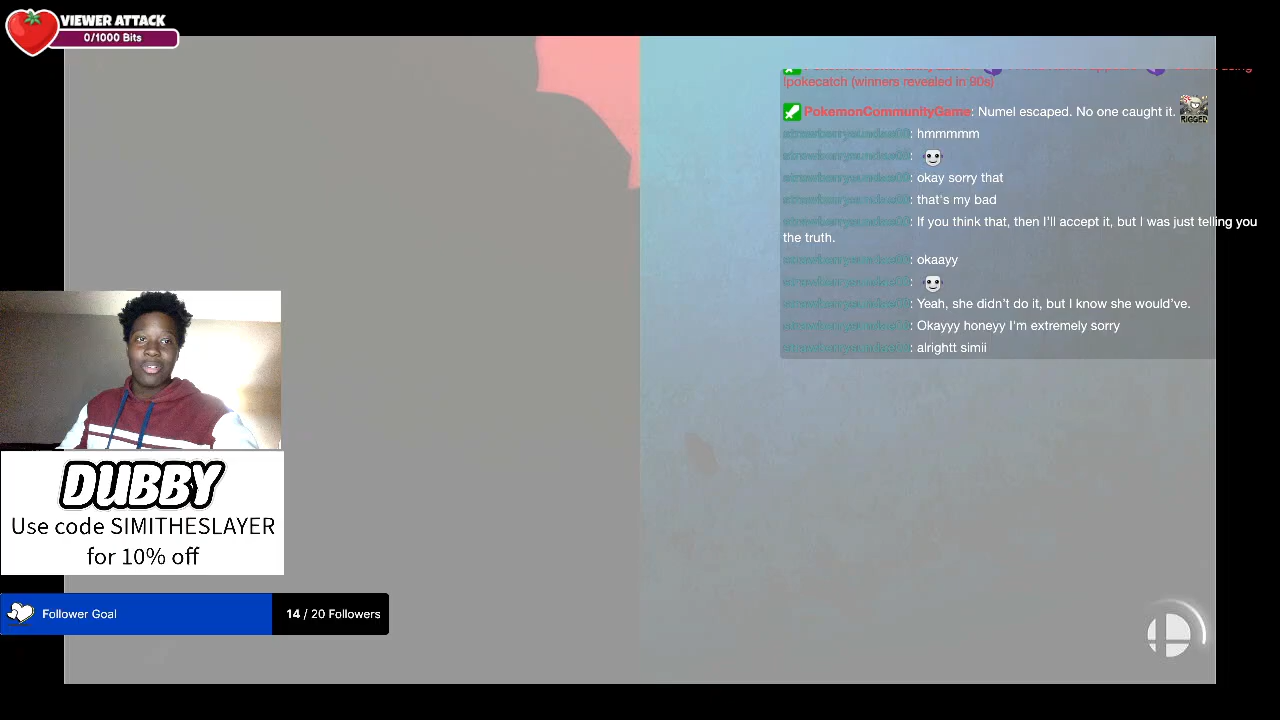 VIEWER ATTACK
0/1000 Bits
!pokecatch (winners revealed in 90s)
PokemonCommunityGame: Numel escaped. No one caught it. RIGGED
: hmmmmm
:
: okay sorry that
: that's my bad
: If you think that, then I'll accept it, but I was just telling you
the truth.
: okaayy
:
: Yeah, she didn't do it, but I know she would've.
: Okayyy honeyy I'm extremely sorry
: alrightt simii
DUBBY
Use code SIMITHESLAYER
for 10% off
Follower Goal
14 / 20 Followers